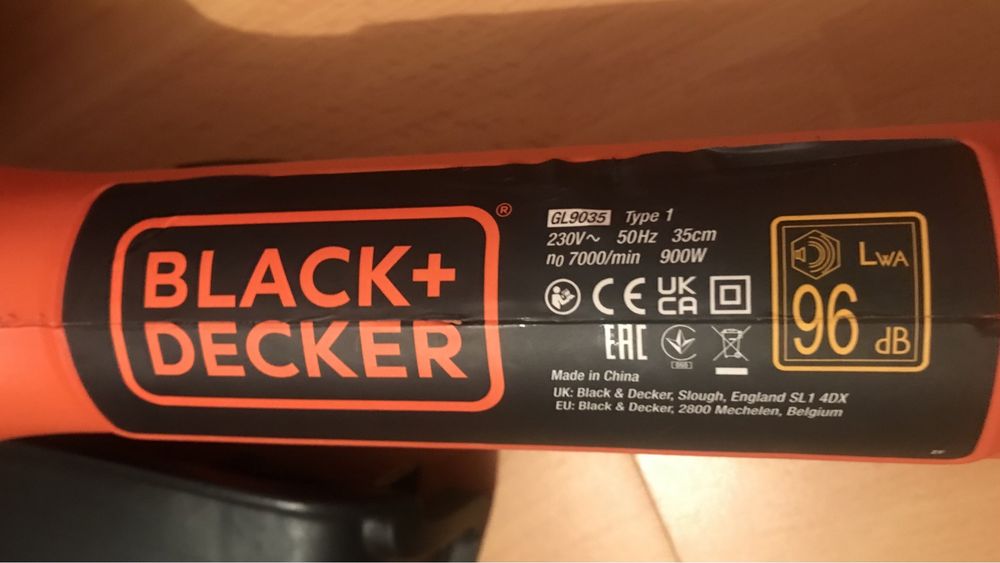 BLACK+
DECKER®
GL9035 Type 1
230V~ 50Hz 35cm
n0 7000/min 900W
CE UK
CA
EAC
Made in China
UK: Black & Decker, Slough, England SL1 4DX
EU: Black & Decker, 2800 Mechelen, Belgium
LWA
96 dB